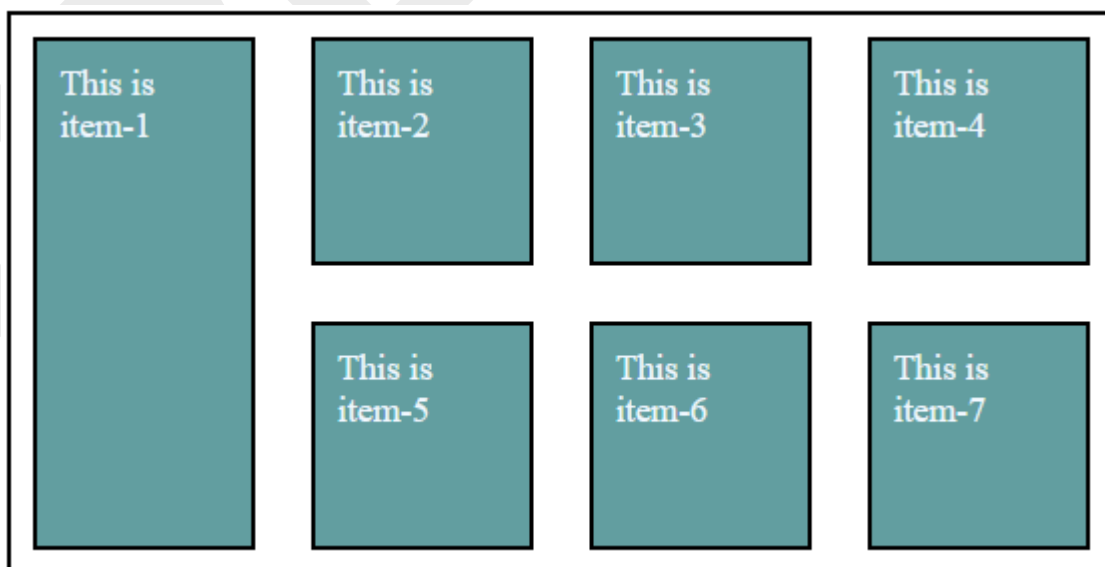 This is
item-1
This is
item-2
This is
item-3
This is
item-4
This is
item-5
This is
item-6
This is
item-7